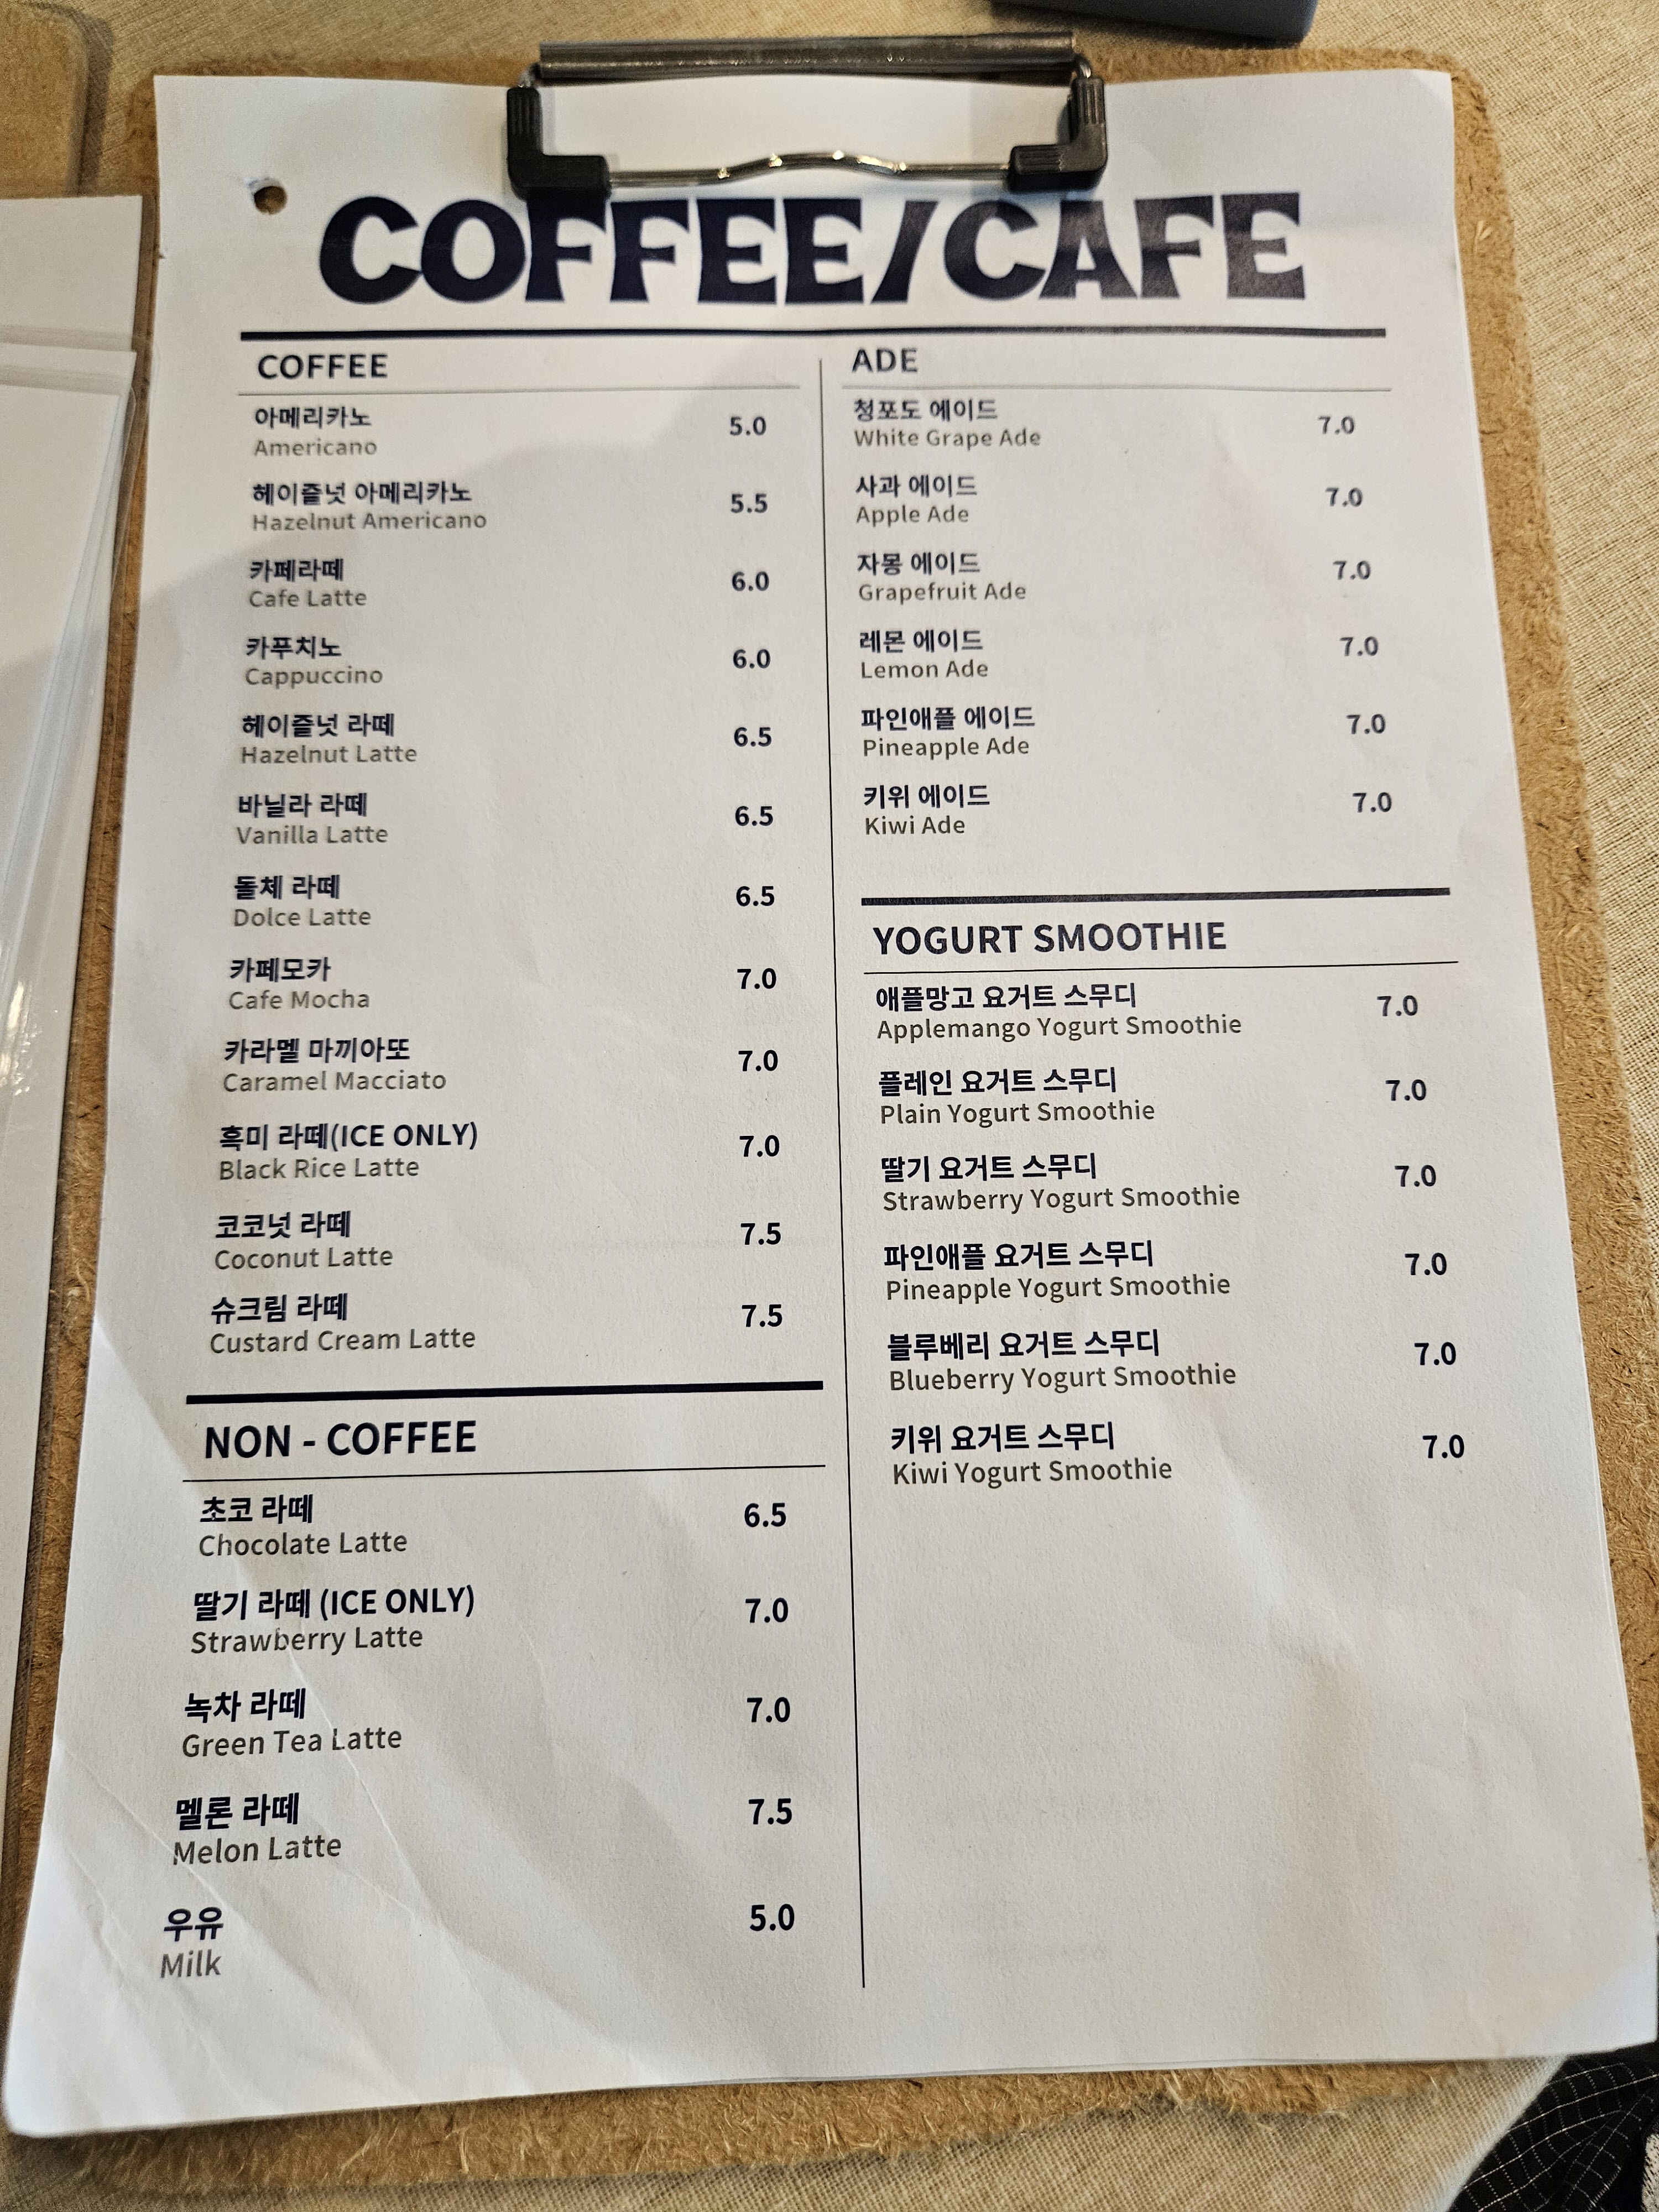 COFFEE/CAFE
COFFEE
아메리카노 5.0
Americano
헤이즐넛 아메리카노 5.5
Hazelnut Americano
카페라떼 6.0
Cafe Latte
카푸치노 6.0
Cappuccino
헤이즐넛 라떼 6.5
Hazelnut Latte
바닐라 라떼 6.5
Vanilla Latte
돌체 라떼 6.5
Dolce Latte
카페모카 7.0
Cafe Mocha
카라멜 마끼아또 7.0
Caramel Macciato
흑미 라떼(ICE ONLY) 7.0
Black Rice Latte
코코넛 라떼 7.5
Coconut Latte
슈크림 라떼 7.5
Custard Cream Latte
NON - COFFEE
초코 라떼 6.5
Chocolate Latte
딸기 라떼 (ICE ONLY) 7.0
Strawberry Latte
녹차 라떼 7.0
Green Tea Latte
멜론 라떼 7.5
Melon Latte
우유 5.0
Milk
ADE
청포도 에이드 7.0
White Grape Ade
사과 에이드 7.0
Apple Ade
자몽 에이드 7.0
Grapefruit Ade
레몬 에이드 7.0
Lemon Ade
파인애플 에이드 7.0
Pineapple Ade
키위 에이드 7.0
Kiwi Ade
YOGURT SMOOTHIE
애플망고 요거트 스무디 7.0
Applemango Yogurt Smoothie
플레인 요거트 스무디 7.0
Plain Yogurt Smoothie
딸기 요거트 스무디 7.0
Strawberry Yogurt Smoothie
파인애플 요거트 스무디 7.0
Pineapple Yogurt Smoothie
블루베리 요거트 스무디 7.0
Blueberry Yogurt Smoothie
키위 요거트 스무디 7.0
Kiwi Yogurt Smoothie